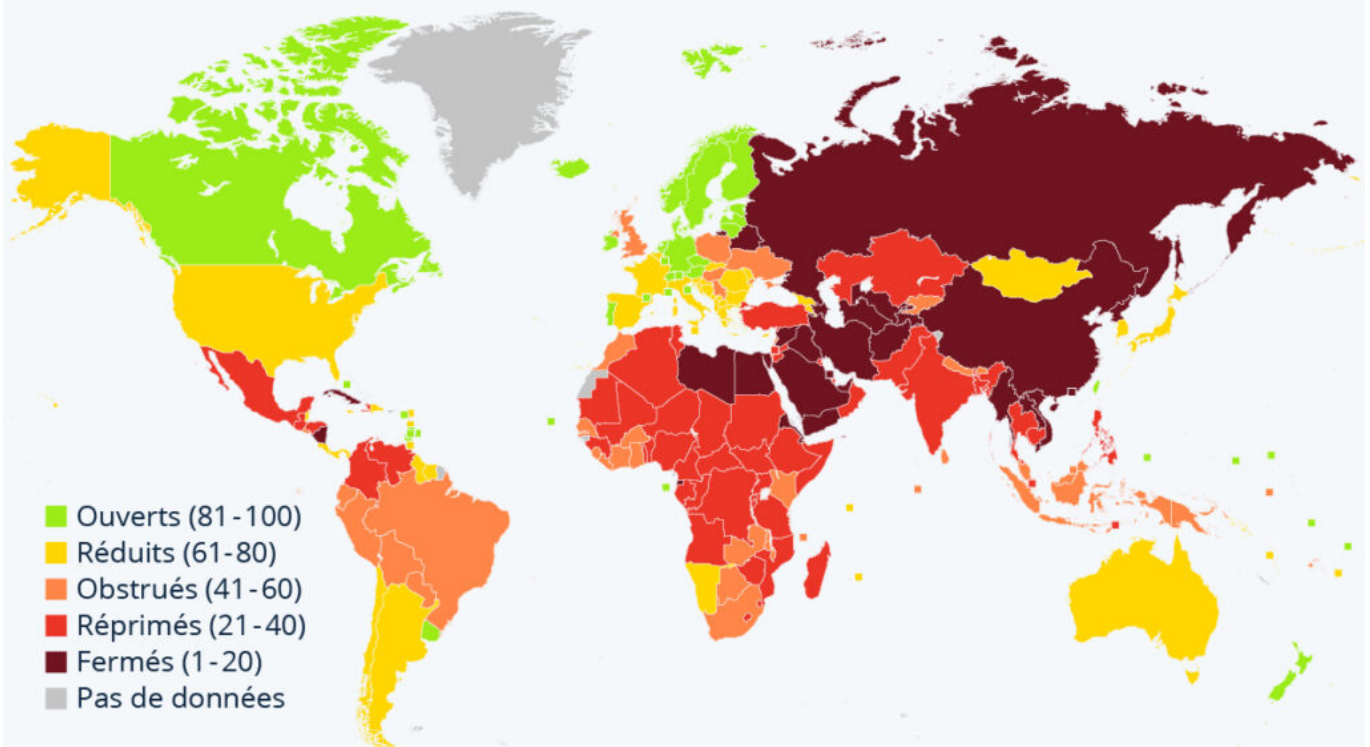 Ouverts (81-100)
Réduits (61-80)
Obstrués (41-60)
Réprimés (21-40)
Fermés (1-20)
Pas de données